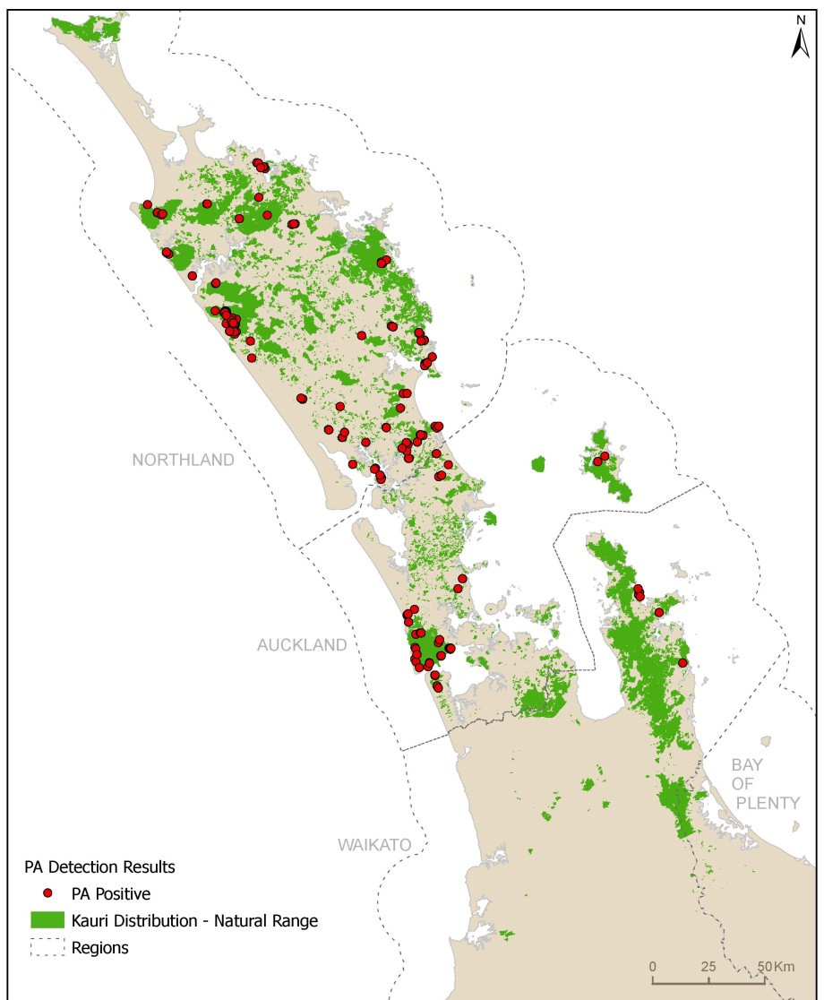 N
NORTHLAND
AUCKLAND
BAY
OF
PLENTY
WAIKATO
PA Detection Results
PA Positive
Kauri Distribution - Natural Range
Regions
0 25 50 Km